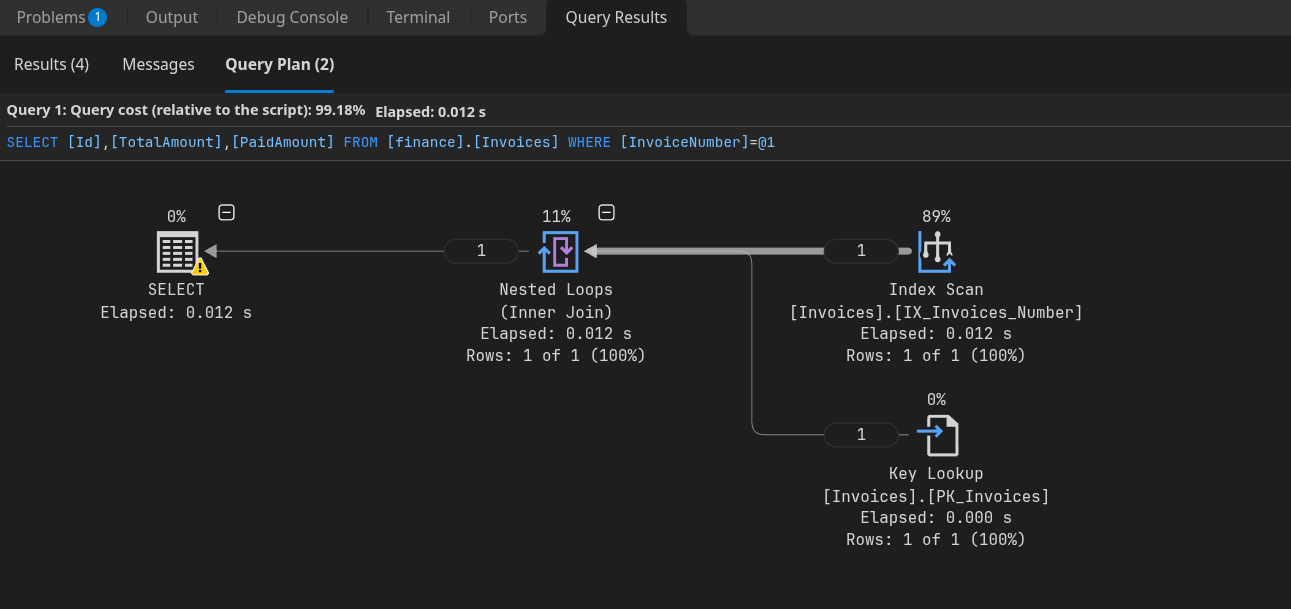 Problems 1 Output Debug Console Terminal Ports Query Results
Results (4) Messages Query Plan (2)
Query 1: Query cost (relative to the script): 99.18% Elapsed: 0.012 s
SELECT [Id],[TotalAmount],[PaidAmount] FROM [finance].[Invoices] WHERE [InvoiceNumber]=@1
0%
SELECT
Elapsed: 0.012 s
1
11%
Nested Loops
(Inner Join)
Elapsed: 0.012 s
Rows: 1 of 1 (100%)
1
89%
Index Scan
[Invoices].[IX_Invoices_Number]
Elapsed: 0.012 s
Rows: 1 of 1 (100%)
1
0%
Key Lookup
[Invoices].[PK_Invoices]
Elapsed: 0.000 s
Rows: 1 of 1 (100%)